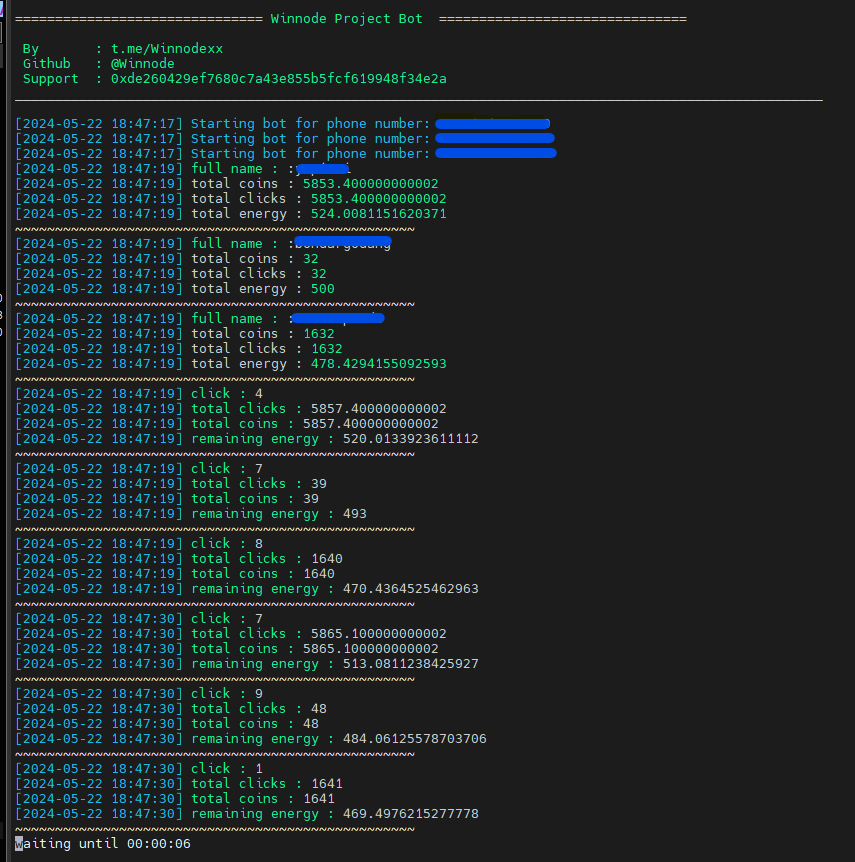 ============================== Winnode Project Bot ==============================
By : t.me/Winnodexx
Github : @Winnode
Support : 0xde260429ef7680c7a43e855b5fcf619948f34e2a
[2024-05-22 18:47:17] Starting bot for phone number:
[2024-05-22 18:47:17] Starting bot for phone number:
[2024-05-22 18:47:17] Starting bot for phone number:
[2024-05-22 18:47:19] full name : :
[2024-05-22 18:47:19] total coins : 5853.400000000002
[2024-05-22 18:47:19] total clicks : 5853.400000000002
[2024-05-22 18:47:19] total energy : 524.0081151620371
~~~~~~~~~~~~~~~~~~~~~~~~~~~~~~~~~~~~~~~~~~~~~~~~~~
[2024-05-22 18:47:19] full name : :
[2024-05-22 18:47:19] total coins : 32
[2024-05-22 18:47:19] total clicks : 32
[2024-05-22 18:47:19] total energy : 500
~~~~~~~~~~~~~~~~~~~~~~~~~~~~~~~~~~~~~~~~~~~~~~~~~~
[2024-05-22 18:47:19] full name : :
[2024-05-22 18:47:19] total coins : 1632
[2024-05-22 18:47:19] total clicks : 1632
[2024-05-22 18:47:19] total energy : 478.4294155092593
~~~~~~~~~~~~~~~~~~~~~~~~~~~~~~~~~~~~~~~~~~~~~~~~~~
[2024-05-22 18:47:19] click : 4
[2024-05-22 18:47:19] total clicks : 5857.400000000002
[2024-05-22 18:47:19] total coins : 5857.400000000002
[2024-05-22 18:47:19] remaining energy : 520.0133923611112
~~~~~~~~~~~~~~~~~~~~~~~~~~~~~~~~~~~~~~~~~~~~~~~~~~
[2024-05-22 18:47:19] click : 7
[2024-05-22 18:47:19] total clicks : 39
[2024-05-22 18:47:19] total coins : 39
[2024-05-22 18:47:19] remaining energy : 493
~~~~~~~~~~~~~~~~~~~~~~~~~~~~~~~~~~~~~~~~~~~~~~~~~~
[2024-05-22 18:47:19] click : 8
[2024-05-22 18:47:19] total clicks : 1640
[2024-05-22 18:47:19] total coins : 1640
[2024-05-22 18:47:19] remaining energy : 470.4364525462963
~~~~~~~~~~~~~~~~~~~~~~~~~~~~~~~~~~~~~~~~~~~~~~~~~~
[2024-05-22 18:47:30] click : 7
[2024-05-22 18:47:30] total clicks : 5865.100000000002
[2024-05-22 18:47:30] total coins : 5865.100000000002
[2024-05-22 18:47:30] remaining energy : 513.0811238425927
~~~~~~~~~~~~~~~~~~~~~~~~~~~~~~~~~~~~~~~~~~~~~~~~~~
[2024-05-22 18:47:30] click : 9
[2024-05-22 18:47:30] total clicks : 48
[2024-05-22 18:47:30] total coins : 48
[2024-05-22 18:47:30] remaining energy : 484.06125578703706
~~~~~~~~~~~~~~~~~~~~~~~~~~~~~~~~~~~~~~~~~~~~~~~~~~
[2024-05-22 18:47:30] click : 1
[2024-05-22 18:47:30] total clicks : 1641
[2024-05-22 18:47:30] total coins : 1641
[2024-05-22 18:47:30] remaining energy : 469.4976215277778
~~~~~~~~~~~~~~~~~~~~~~~~~~~~~~~~~~~~~~~~~~~~~~~~~~
waiting until 00:00:06